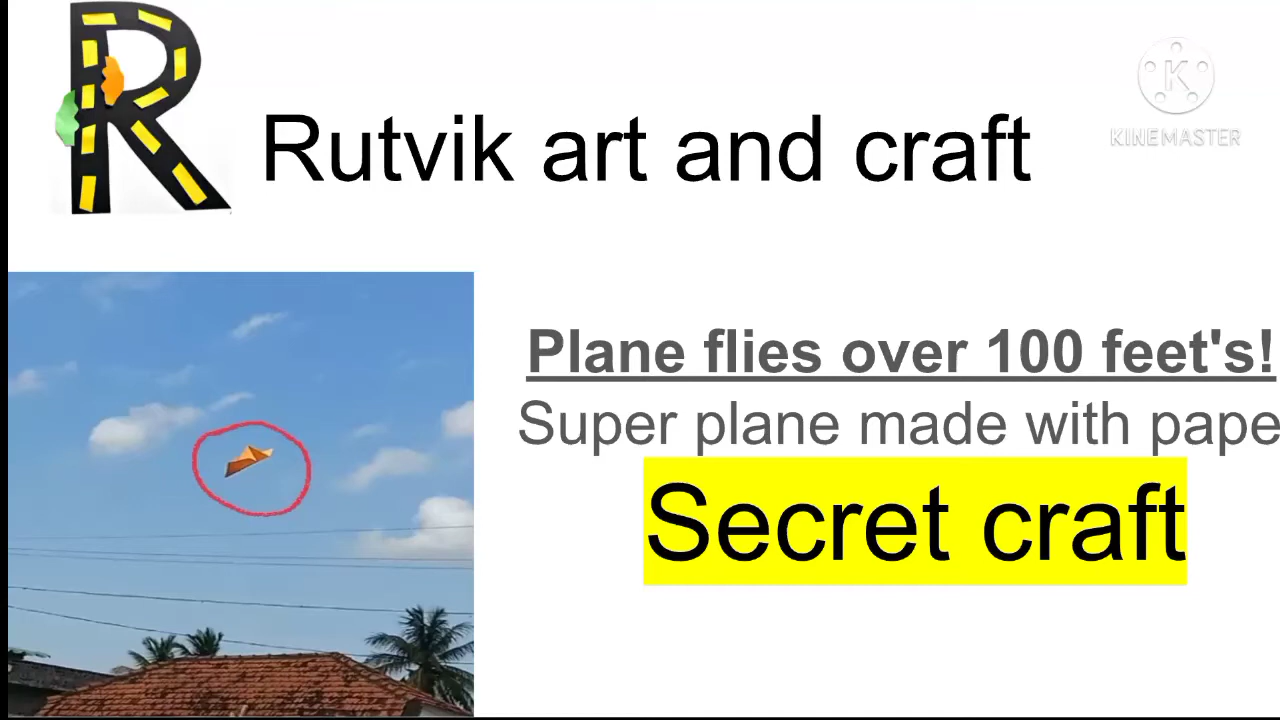 R
Rutvik art and craft
K
KINEMASTER
Plane flies over 100 feet's!
Super plane made with pape
Secret craft